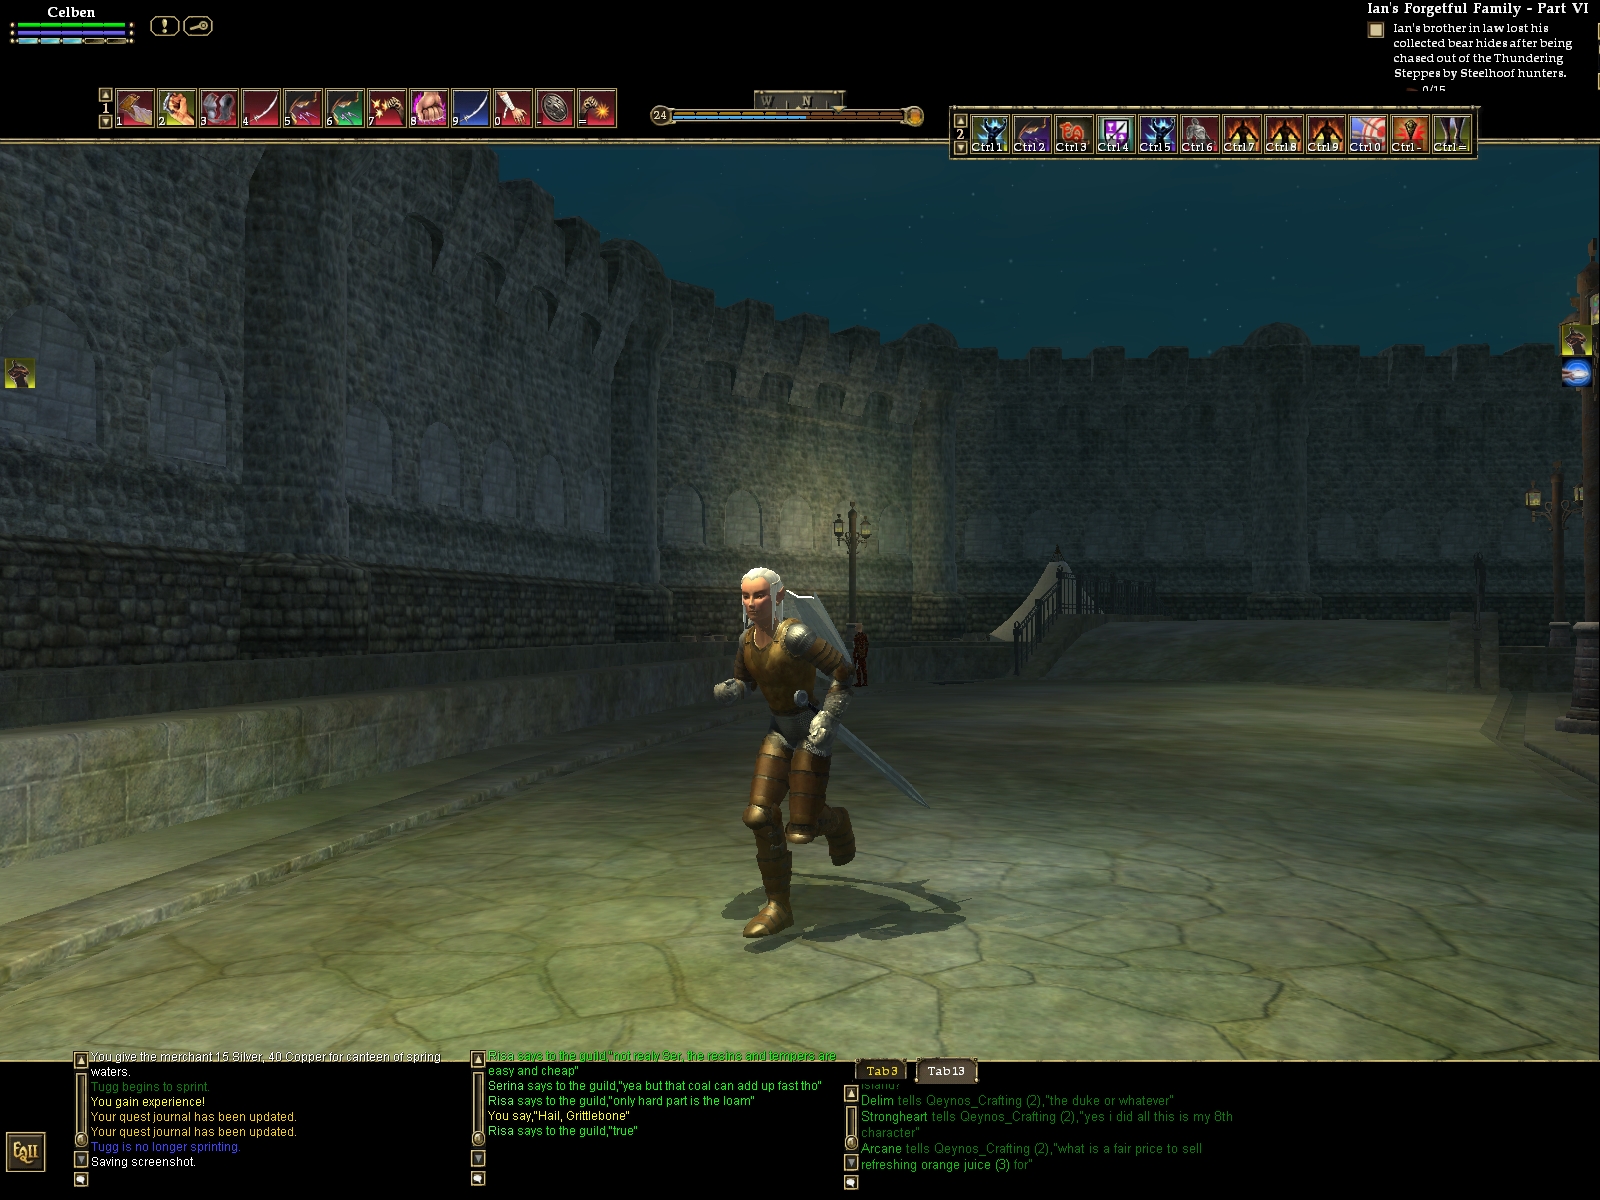 Celben
Ian's Forgetful Family - Part VI
Ian's brother in law lost his
collected bear hides after being
chased out of the Thundering
Steppes by Steelhoof hunters.
0/15
1
1 2 3 4 5 6 7 8 9 0 - =
W N
24
2
Ctrl1 Ctrl2 Ctrl3 Ctrl4 Ctrl5 Ctrl6 Ctrl7 Ctrl8 Ctrl9 Ctrl0 Ctrl- Ctrl=
You give the merchant 15 Silver, 40 Copper for canteen of spring
waters.
Tugg begins to sprint.
You gain experience!
Your quest journal has been updated.
Your quest journal has been updated.
Tugg is no longer sprinting.
Saving screenshot.
EQII
Risa says to the guild,"not realy Ser, the resins and tempers are
easy and cheap"
Serina says to the guild,"yea but that coal can add up fast tho"
Risa says to the guild,"only hard part is the loam"
You say,"Hail, Grittlebone"
Risa says to the guild,"true"
Tab3 Tab13
island?
Delim tells Qeynos_Crafting (2),"the duke or whatever"
Strongheart tells Qeynos_Crafting (2),"yes i did all this is my 8th
character"
Arcane tells Qeynos_Crafting (2),"what is a fair price to sell
refreshing orange juice (3) for"